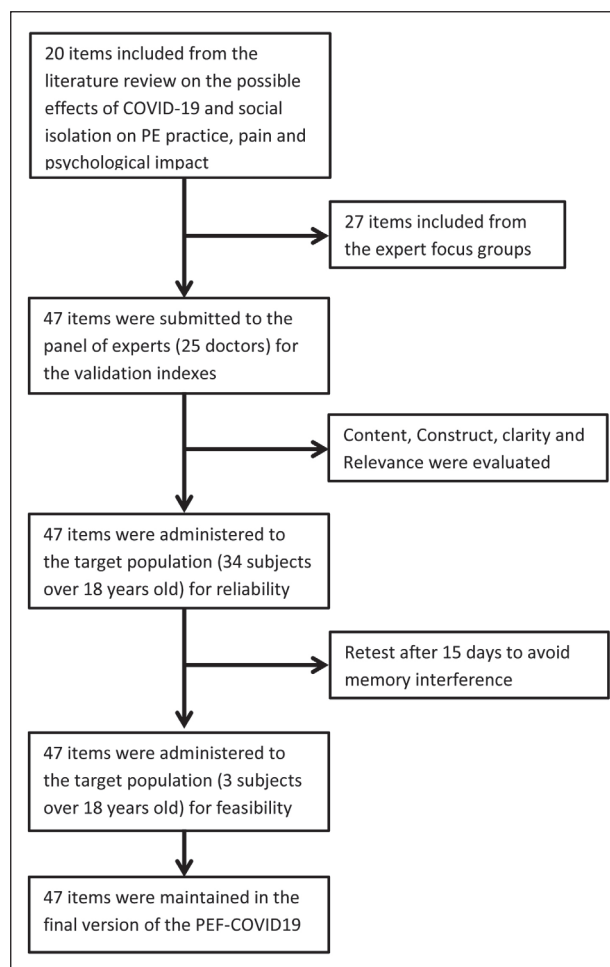 20 items included from the
literature review on the possible
effects of COVID-19 and social
isolation on PE practice, pain and
psychological impact
27 items included from
the expert focus groups
47 items were submitted to the
panel of experts (25 doctors) for
the validation indexes
Content, Construct, clarity and
Relevance were evaluated
47 items were administered to
the target population (34 subjects
over 18 years old) for reliability
Retest after 15 days to avoid
memory interference
47 items were administered to
the target population (3 subjects
over 18 years old) for feasibility
47 items were maintained in the
final version of the PEF-COVID19